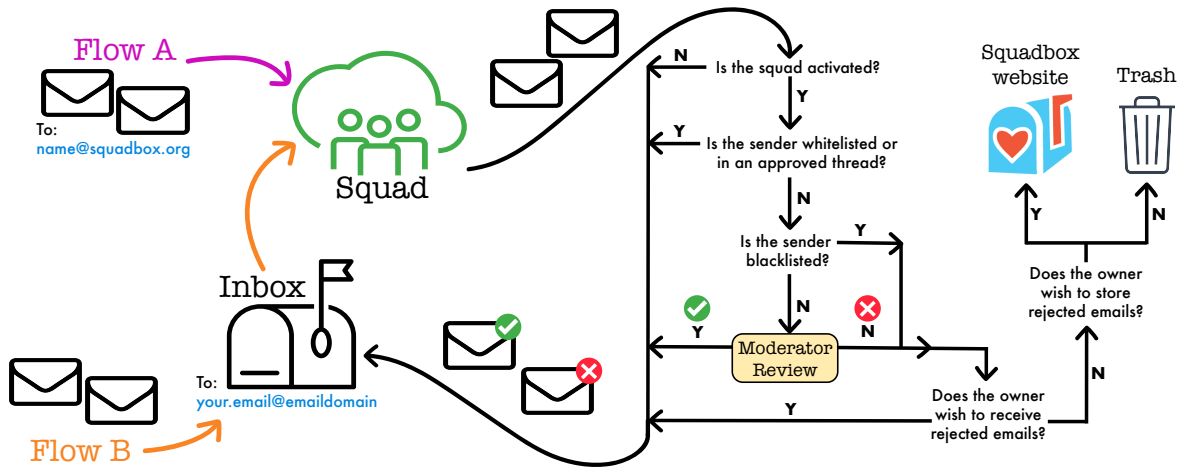 Flow A
To:
name@squadbox.org
Squad
Inbox
To:
your.email@emaildomain
Flow B
Is the squad activated?
N
Y
Is the sender whitelisted or
in an approved thread?
Y
N
Is the sender
blacklisted?
Y
N
Y
N
Moderator
Review
Does the owner
wish to receive
rejected emails?
Y
N
Does the owner
wish to store
rejected emails?
Y
N
Squadbox
website
Trash